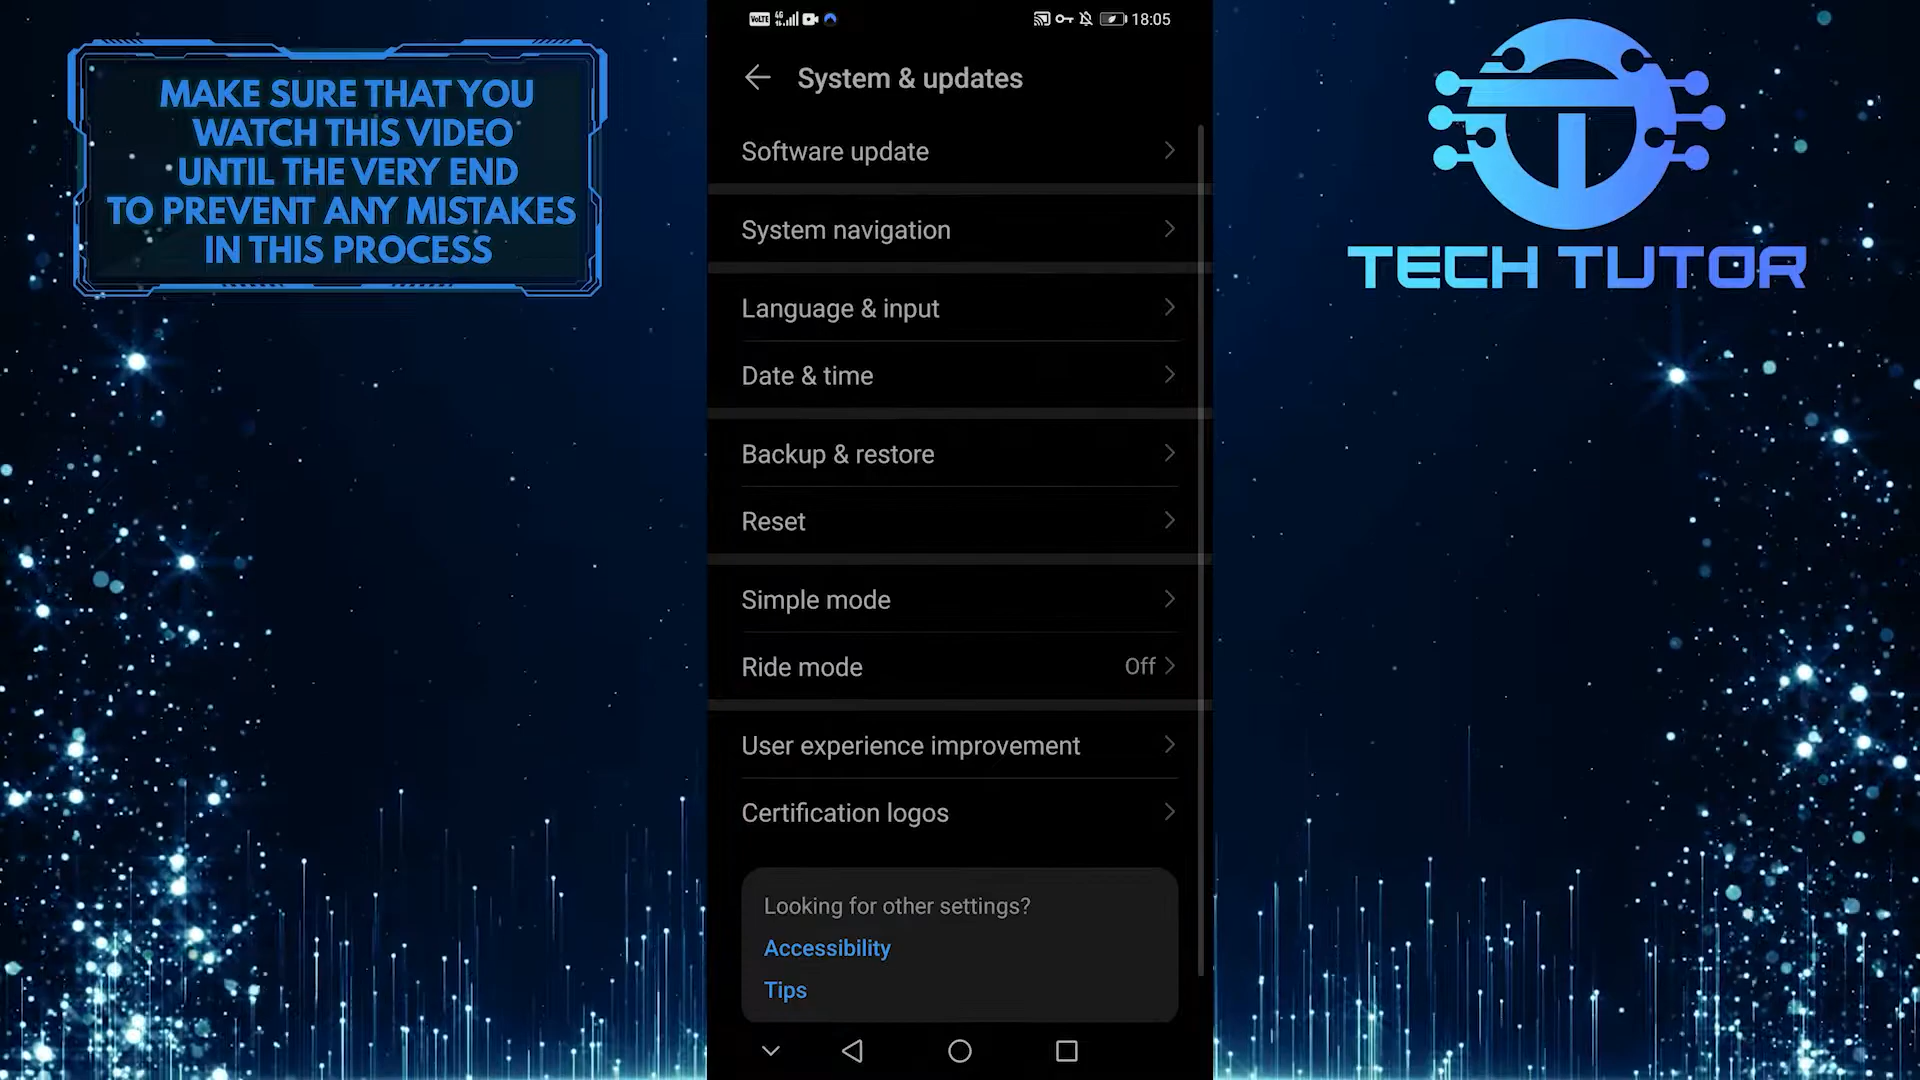 MAKE SURE THAT YOU
WATCH THIS VIDEO
UNTIL THE VERY END
TO PREVENT ANY MISTAKES
IN THIS PROCESS
VoLTE 4G 18:05
System & updates
Software update
System navigation
Language & input
Date & time
Backup & restore
Reset
Simple mode
Ride mode Off
User experience improvement
Certification logos
Looking for other settings?
Accessibility
Tips
TECH TUTOR